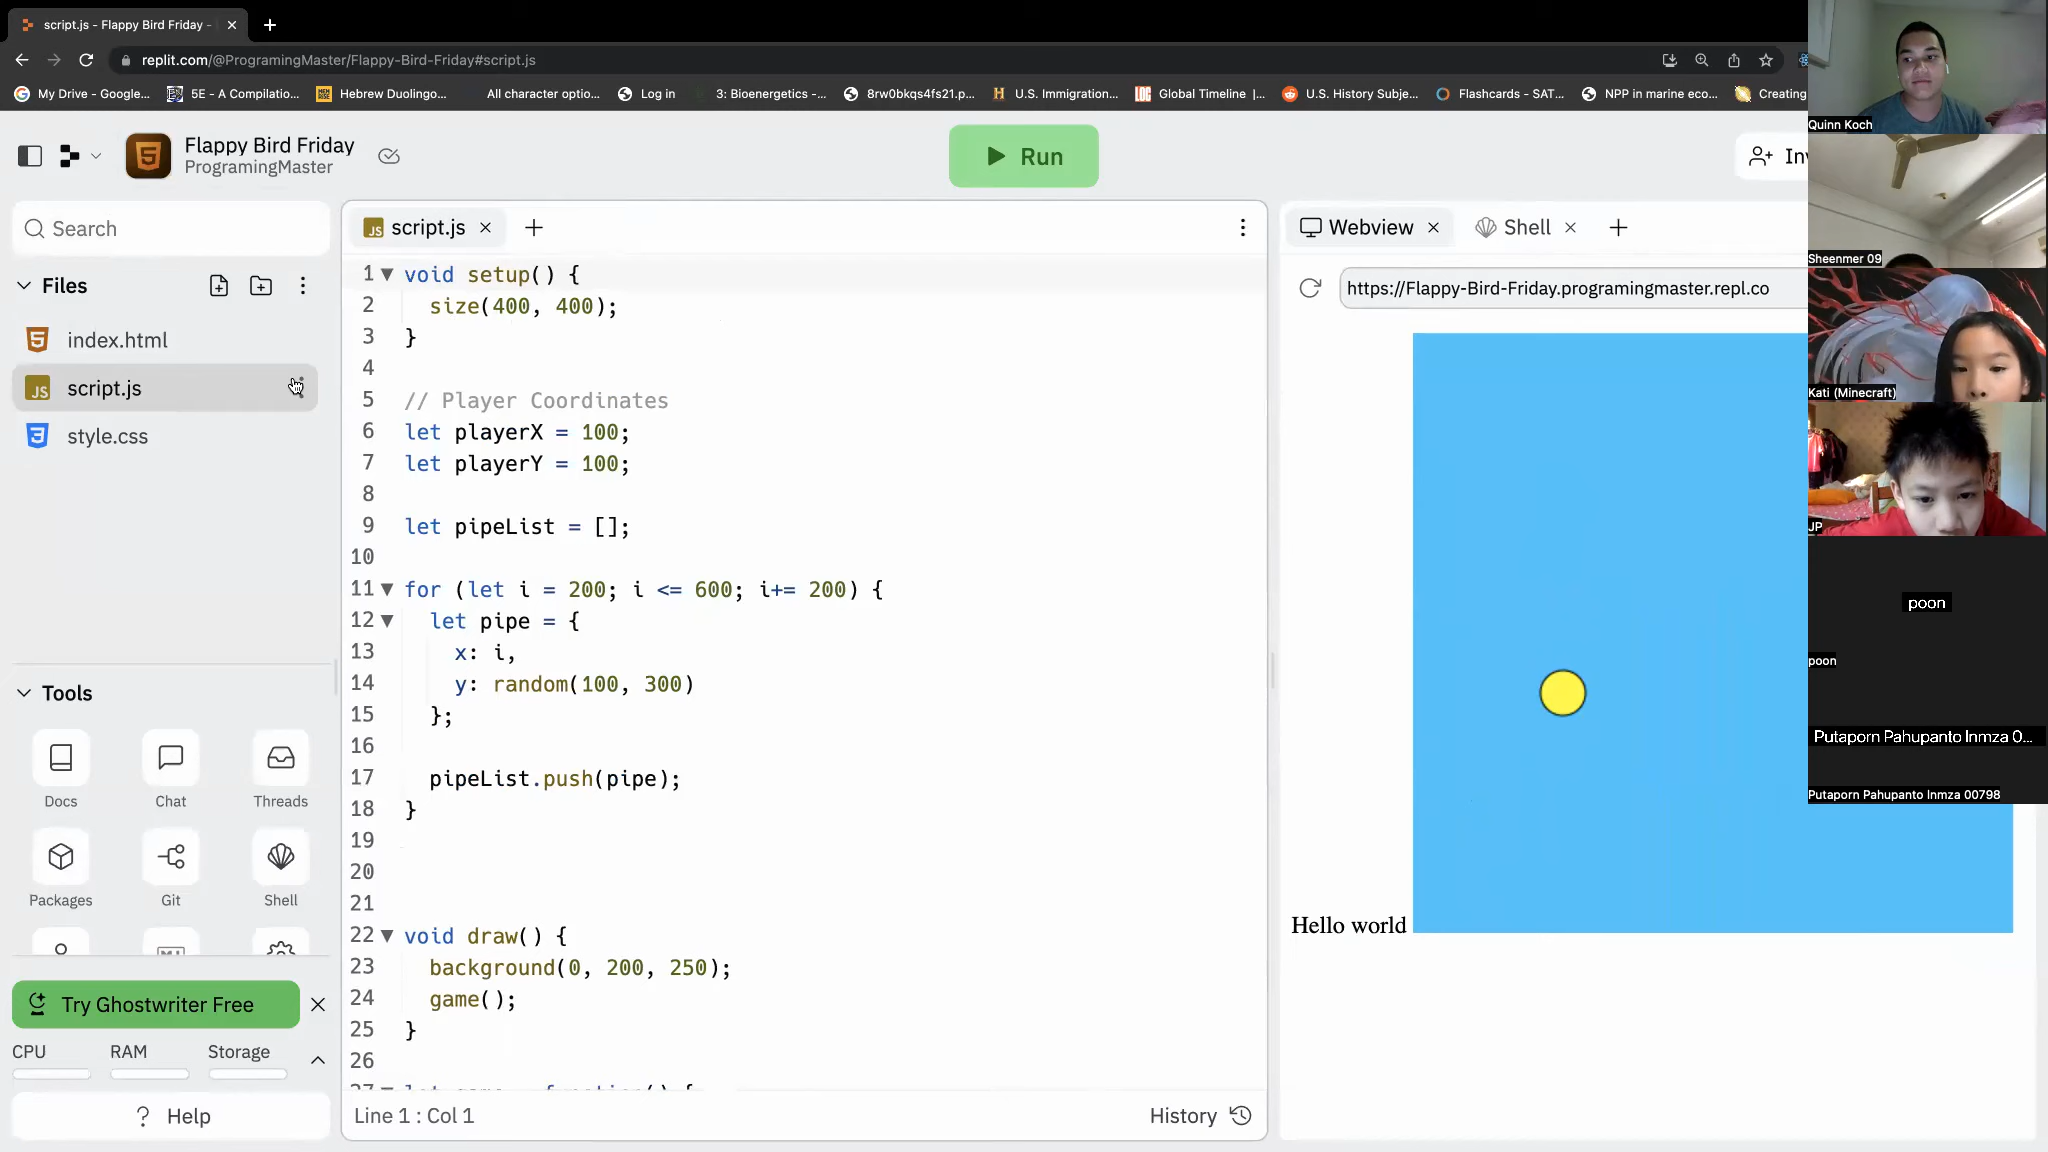 script.js - Flappy Bird Friday -
replit.com/@ProgramingMaster/Flappy-Bird-Friday#script.js
My Drive - Google...
5E - A Compilatio...
Hebrew Duolingo...
All character optio...
Log in
3: Bioenergetics -...
8rw0bkqs4fs21.p...
U.S. Immigration...
Global Timeline |...
U.S. History Subje...
Flashcards - SAT...
NPP in marine eco...
Creating
Flappy Bird Friday
ProgramingMaster
Run
Inv
Search
Files
index.html
script.js
style.css
Tools
Docs
Chat
Threads
Packages
Git
Shell
Try Ghostwriter Free
CPU
RAM
Storage
? Help
script.js
1 void setup() {
2 size(400, 400);
3 }
4
5 // Player Coordinates
6 let playerX = 100;
7 let playerY = 100;
8
9 let pipeList = [];
10
11 for (let i = 200; i <= 600; i+= 200) {
12 let pipe = {
13 x: i,
14 y: random(100, 300)
15 };
16
17 pipeList.push(pipe);
18 }
19
20
21
22 void draw() {
23 background(0, 200, 250);
24 game();
25 }
26
Line 1 : Col 1
History
Webview
Shell
https://Flappy-Bird-Friday.programingmaster.repl.co
Hello world
Quinn Koch
Sheenmer 09
Kati (Minecraft)
JP
poon
poon
Putaporn Pahupanto Inmza 0...
Putaporn Pahupanto Inmza 00798